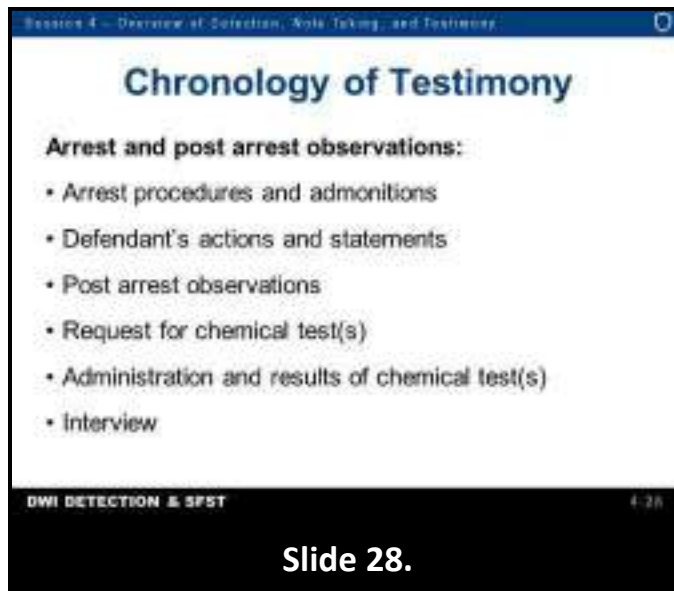 Session 4 – Overview of Detection, Note Taking, and Testimony
Chronology of Testimony
Arrest and post arrest observations:
• Arrest procedures and admonitions
• Defendant's actions and statements
• Post arrest observations
• Request for chemical test(s)
• Administration and results of chemical test(s)
• Interview
DWI DETECTION & SFST
4-28
Slide 28.